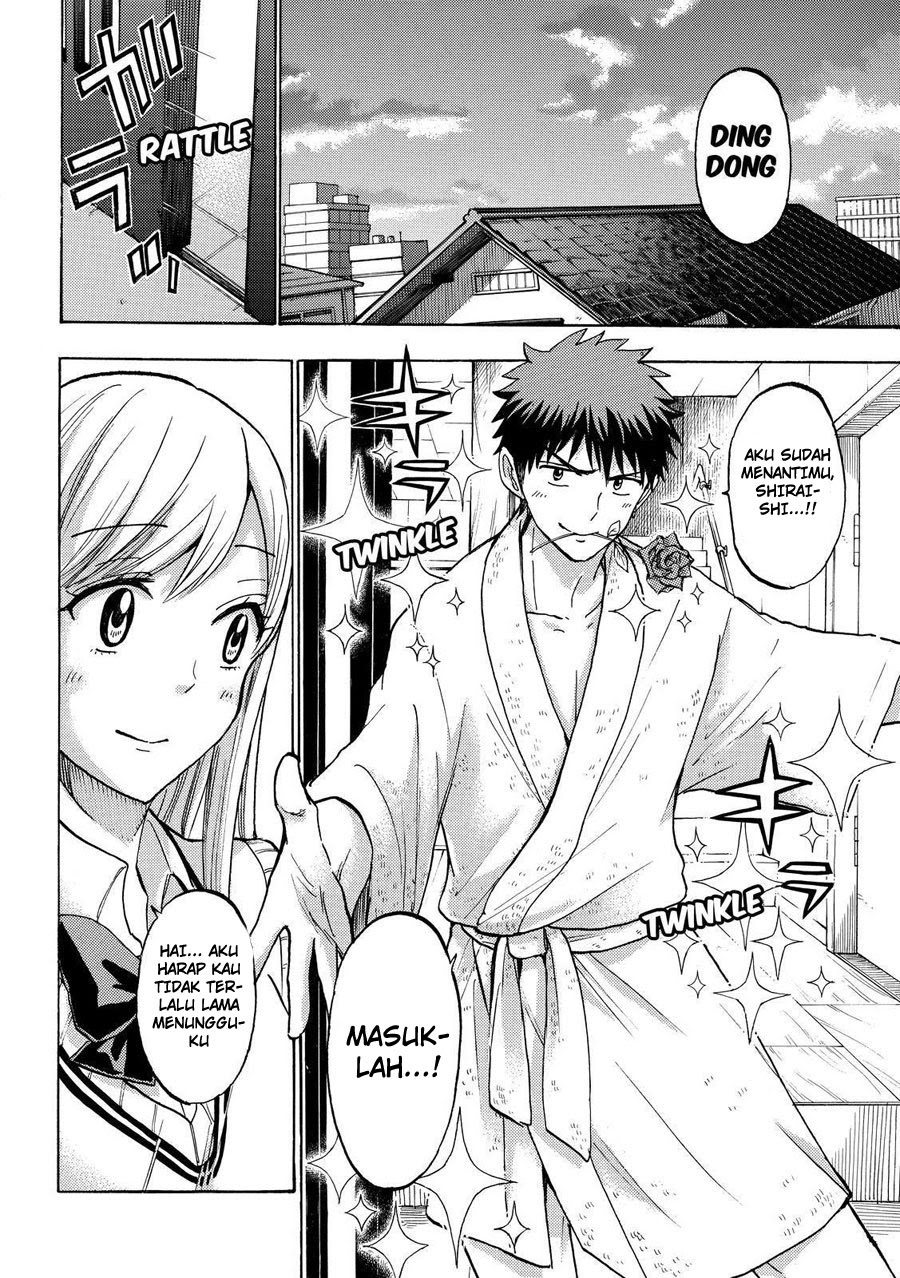 DING
DONG
ガラッ
RATTLE
AKU SUDAH
MENANTIMU,
SHIRAI-
SHI...!!
キ
ラ
TWINKLE
キ
ラ
TWINKLE
MASUK-
LAH...!
HAI... AKU
HARAP KAU
TIDAK TER-
LALU LAMA
MENUNGGU-
KU